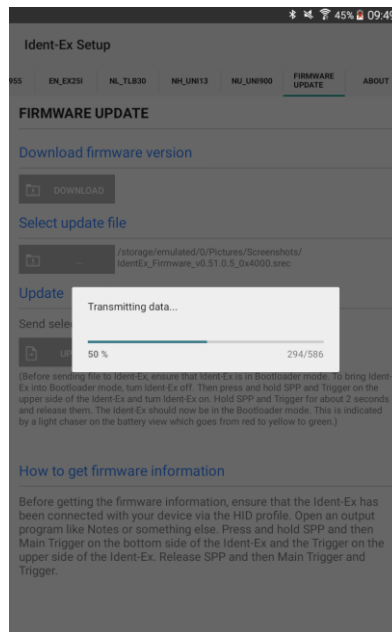 45% 09:49
Ident-Ex Setup
955 EN_EX25I NL_TLB30 NH_UNI13 NU_UNI900 FIRMWARE UPDATE ABOUT
FIRMWARE UPDATE
Download firmware version
DOWNLOAD
Select update file
... /storage/emulated/0/Pictures/Screenshots/
IdentEx_Firmware_v0.51.0.5_0x4000.srec
Update
Send sele
UP
Transmitting data...
50 % 294/586
(Before sending file to Ident-Ex, ensure that Ident-Ex is in Bootloader mode. To bring Ident-
Ex into Bootloader mode, turn Ident-Ex off. Then press and hold SPP and Trigger on the
upper side of the Ident-Ex and turn Ident-Ex on. Hold SPP and Trigger for about 2 seconds
and release them. The Ident-Ex should now be in the Bootloader mode. This is indicated
by a light chaser on the battery view which goes from red to yellow to green.)
How to get firmware information
Before getting the firmware information, ensure that the Ident-Ex has
been connected with your device via the HID profile. Open an output
program like Notes or something else. Press and hold SPP and then
Main Trigger on the bottom side of the Ident-Ex and the Trigger on the
upper side of the Ident-Ex. Release SPP and then Main Trigger and
Trigger.